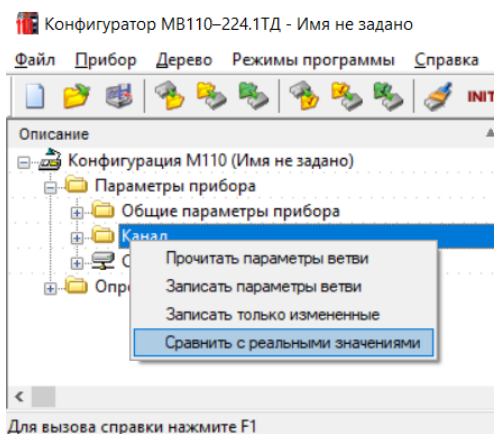 Конфигуратор МВ110–224.1ТД - Имя не задано
Файл Прибор Дерево Режимы программы Справка
INIT
Описание
Конфигурация М110 (Имя не задано)
Параметры прибора
Общие параметры прибора
Канал
Прочитать параметры ветви
Записать параметры ветви
Записать только измененные
Сравнить с реальными значениями
Для вызова справки нажмите F1